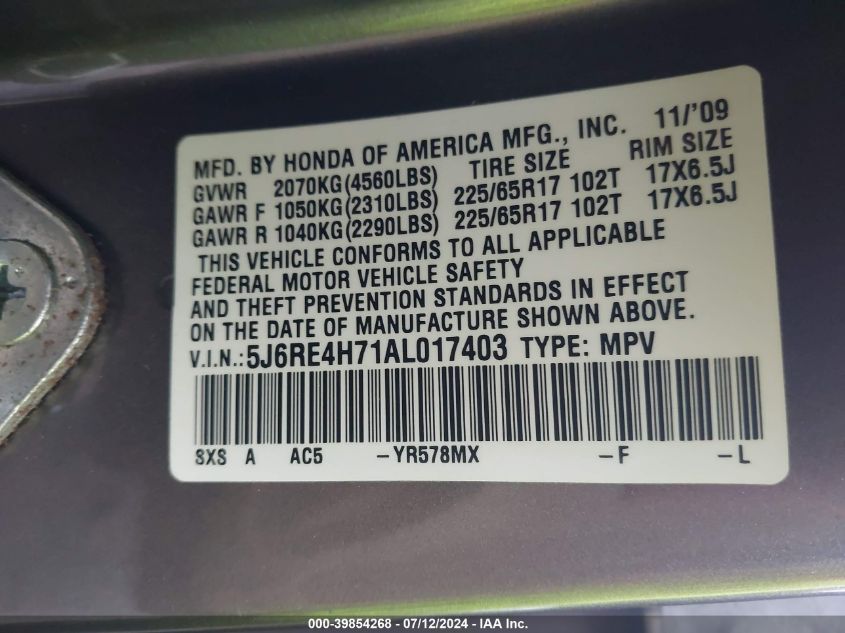 MFD. BY HONDA OF AMERICA MFG., INC. 11/'09
GVWR 2070KG(4560LBS) TIRE SIZE RIM SIZE
GAWR F 1050KG(2310LBS) 225/65R17 102T 17X6.5J
GAWR R 1040KG(2290LBS) 225/65R17 102T 17X6.5J
THIS VEHICLE CONFORMS TO ALL APPLICABLE
FEDERAL MOTOR VEHICLE SAFETY
AND THEFT PREVENTION STANDARDS IN EFFECT
ON THE DATE OF MANUFACTURE SHOWN ABOVE.
V.I.N.: 5J6RE4H71AL017403 TYPE: MPV
SXS A AC5 -YR578MX -F -L
000-39854268 - 07/12/2024 - IAA Inc.